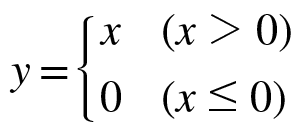 y = { x (x > 0)
0 (x ≤ 0)